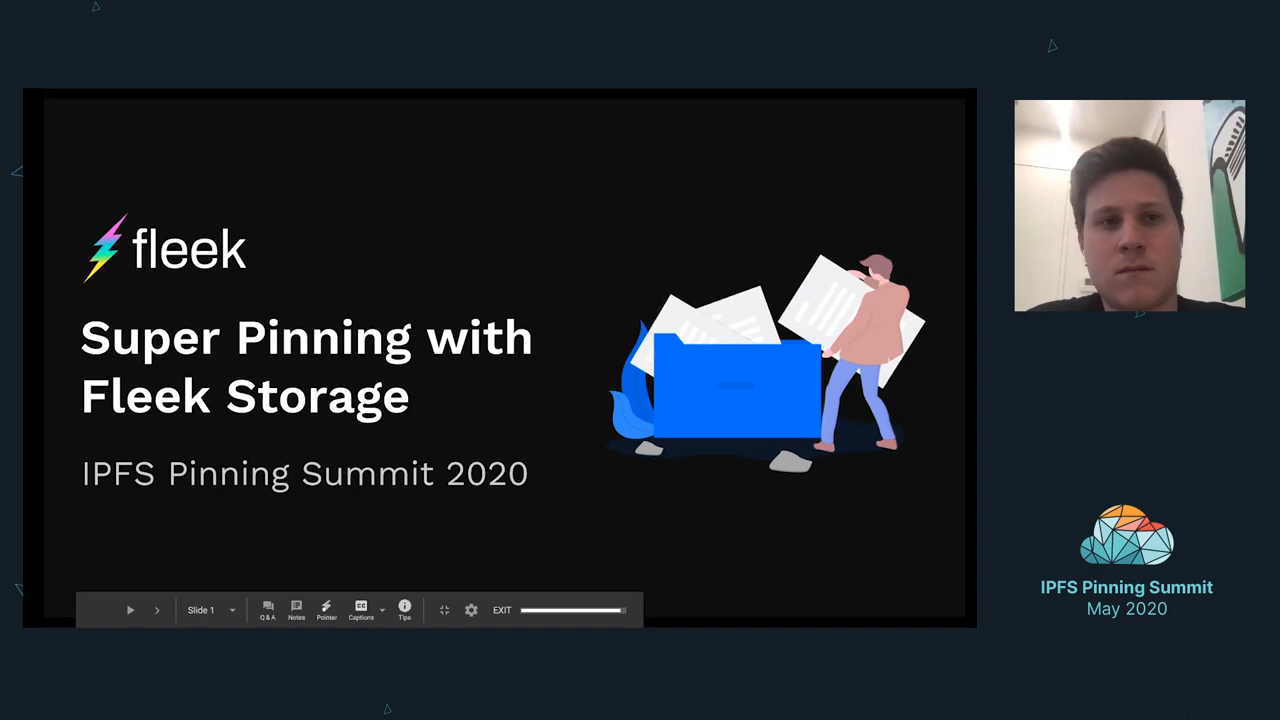 fleek
Super Pinning with
Fleek Storage
IPFS Pinning Summit 2020
Slide 1
Q & A
Notes
Pointer
Captions
Tips
EXIT
IPFS Pinning Summit
May 2020